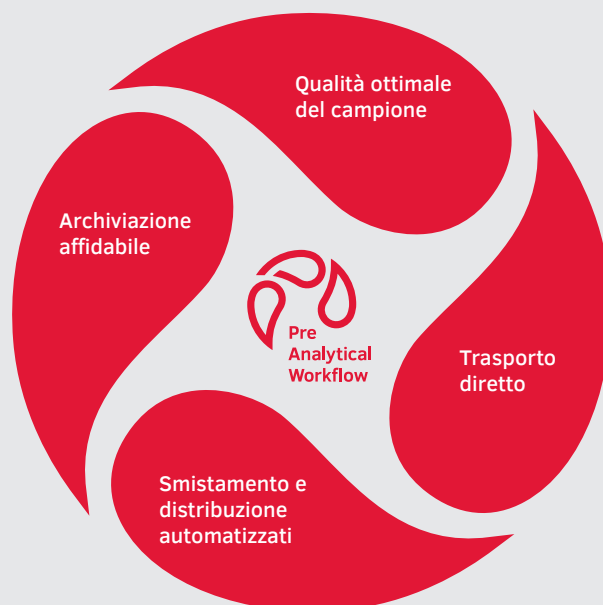 Qualità ottimale
del campione
Archiviazione
affidabile
Pre
Analytical
Workflow
Trasporto
diretto
Smistamento e
distribuzione
automatizzati